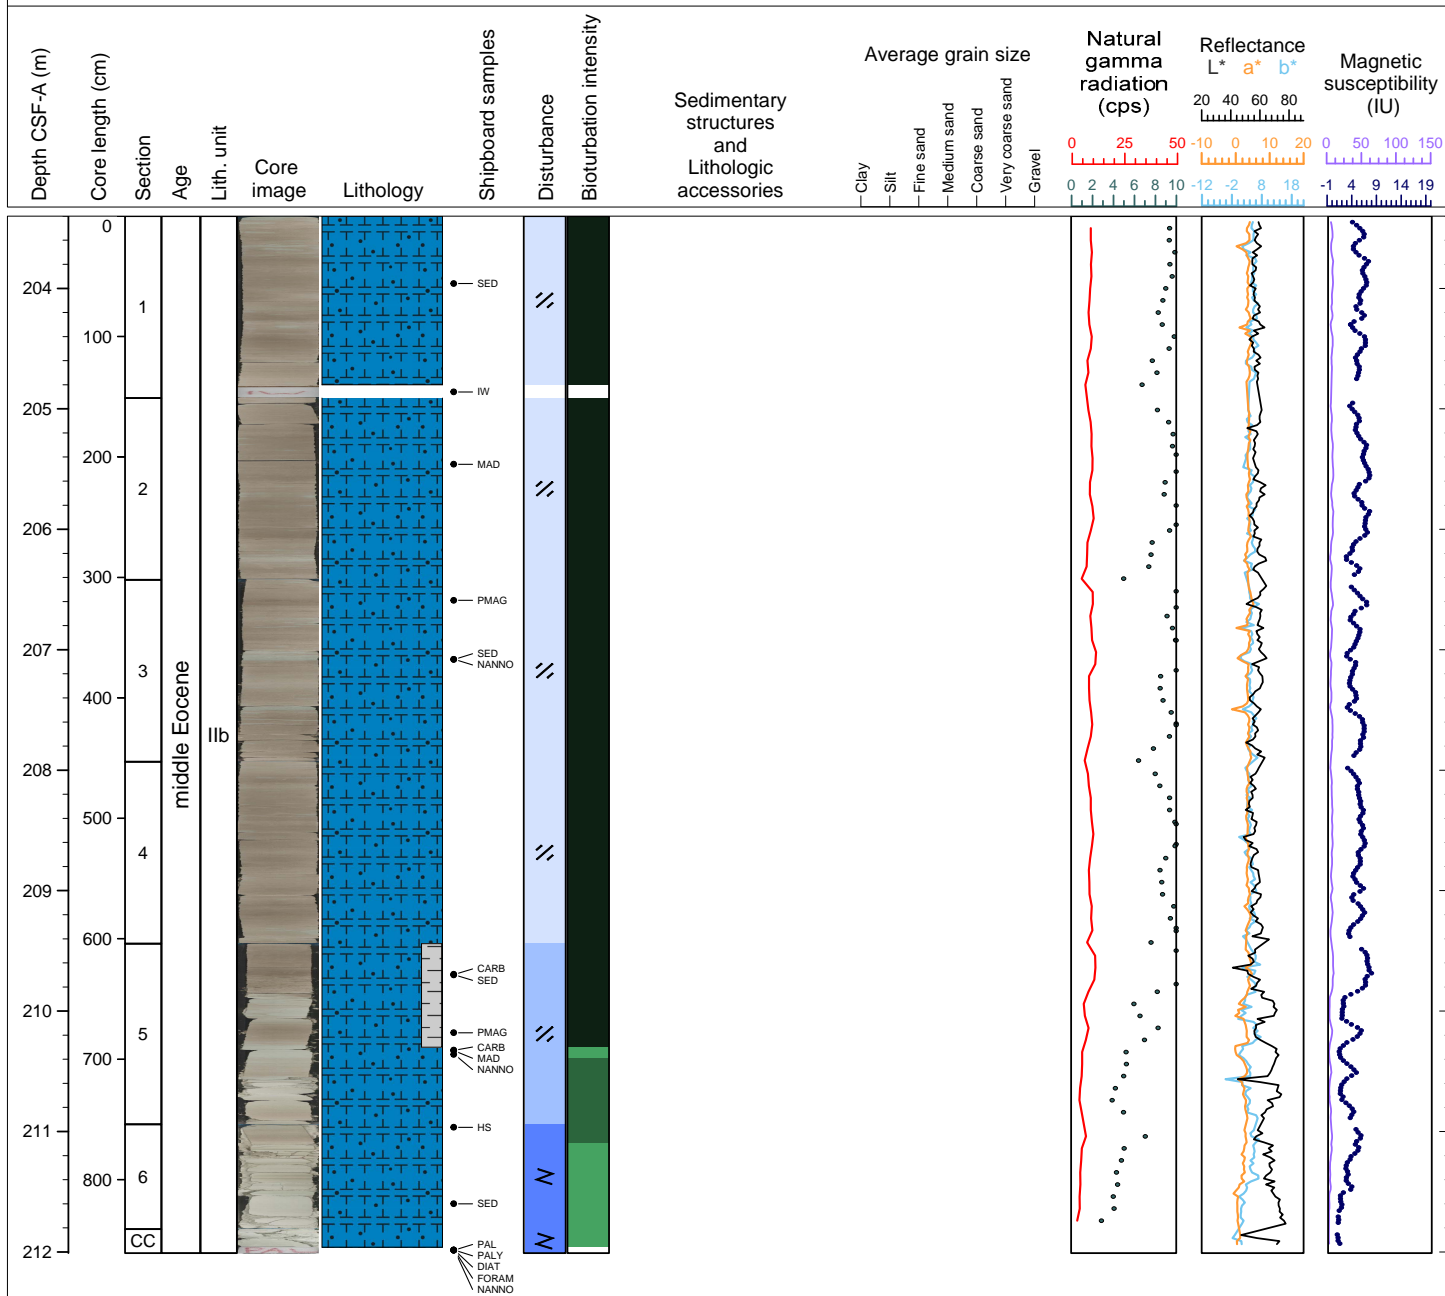 Depth CSF-A (m)
Core length (cm)
Section
Age
Lith. unit
Core
image
Lithology
Shipboard samples
Disturbance
Bioturbation intensity
Sedimentary
structures
and
Lithologic
accessories
Average grain size
Clay
Silt
Fine sand
Medium sand
Coarse sand
Very coarse sand
Gravel
Natural
gamma
radiation
(cps)
0 25 50
0 2 4 6 8 10
Reflectance
L* a* b*
20 40 60 80
-10 0 10 20
-12 -2 8 18
Magnetic
susceptibility
(IU)
0 50 100 150
-1 4 9 14 19
0
1
SED
204
100
IW
205
200
MAD
2
206
300
PMAG
SED
NANNO
207
3
400
middle Eocene
IIb
208
500
4
209
600
CARB
SED
210
5
PMAG
CARB
MAD
NANNO
700
HS
211
6
800
SED
CC
212
PAL
PALY
DIAT
FORAM
NANNO